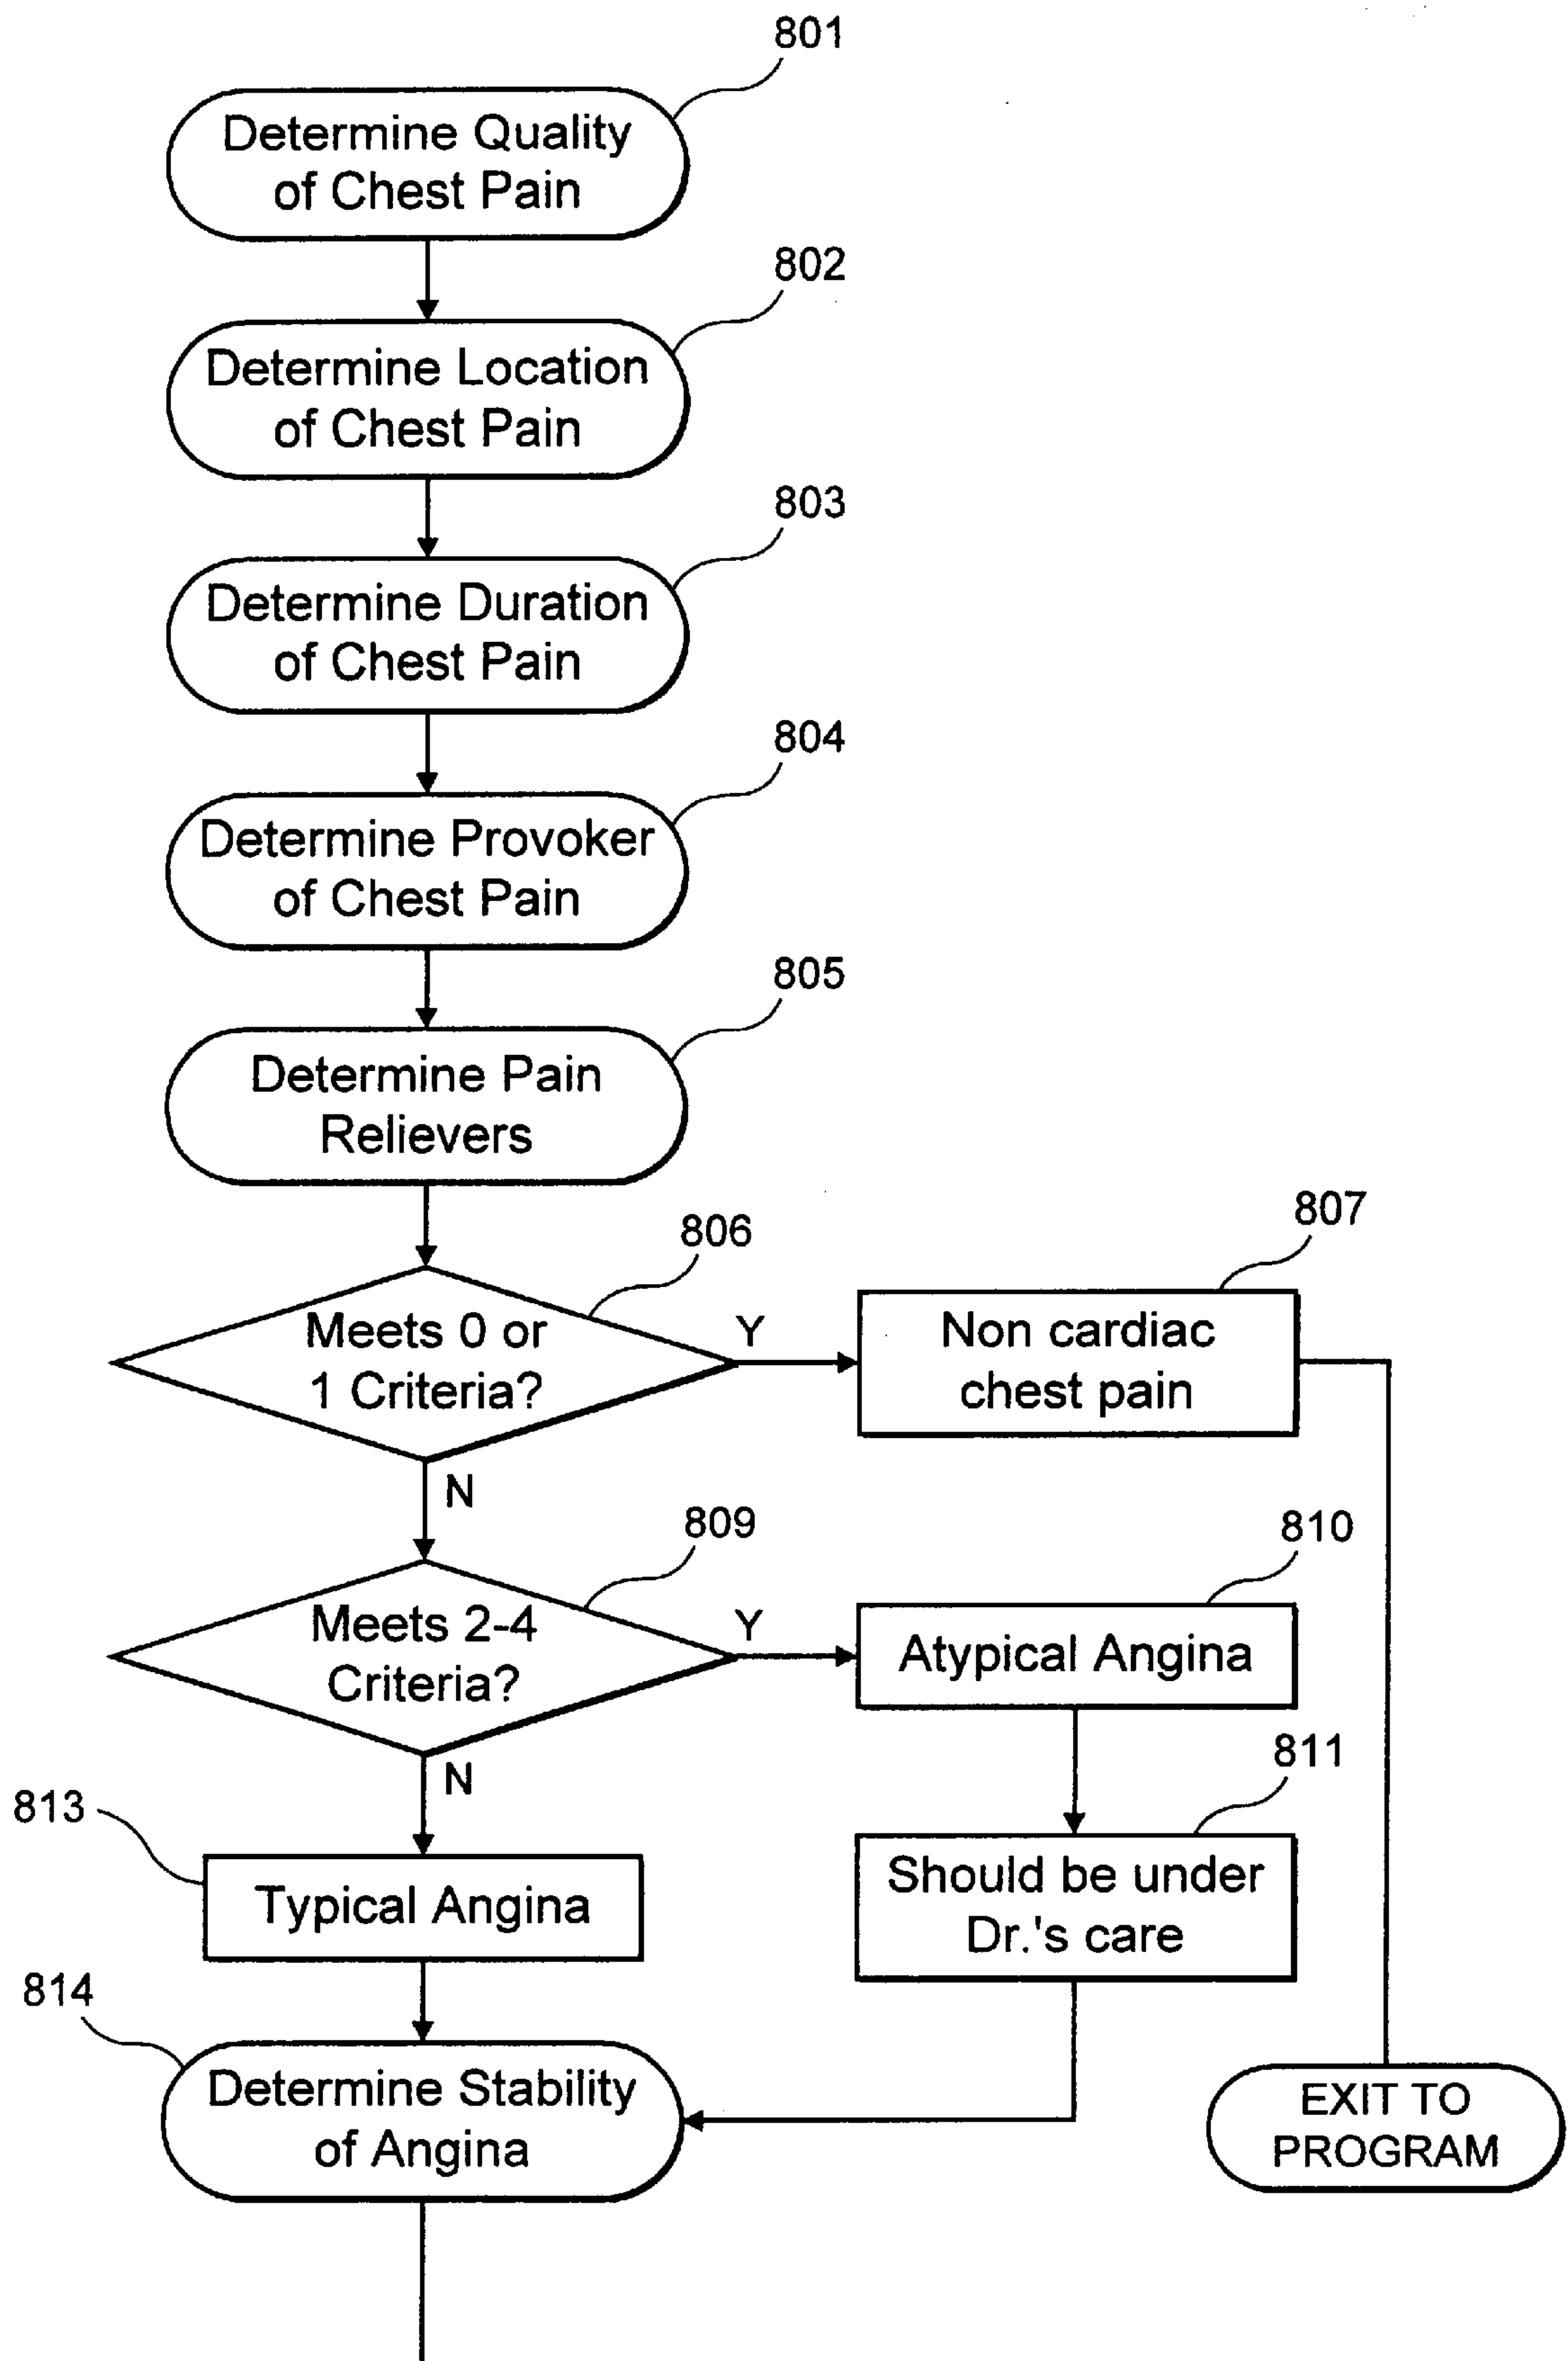 801
Determine Quality
of Chest Pain
802
Determine Location
of Chest Pain
803
Determine Duration
of Chest Pain
804
Determine Provoker
of Chest Pain
805
Determine Pain
Relievers
806
Meets 0 or
1 Criteria?
Y
807
Non cardiac
chest pain
N
809
Meets 2-4
Criteria?
Y
810
Atypical Angina
N
811
Should be under
Dr.'s care
813
Typical Angina
814
Determine Stability
of Angina
EXIT TO
PROGRAM